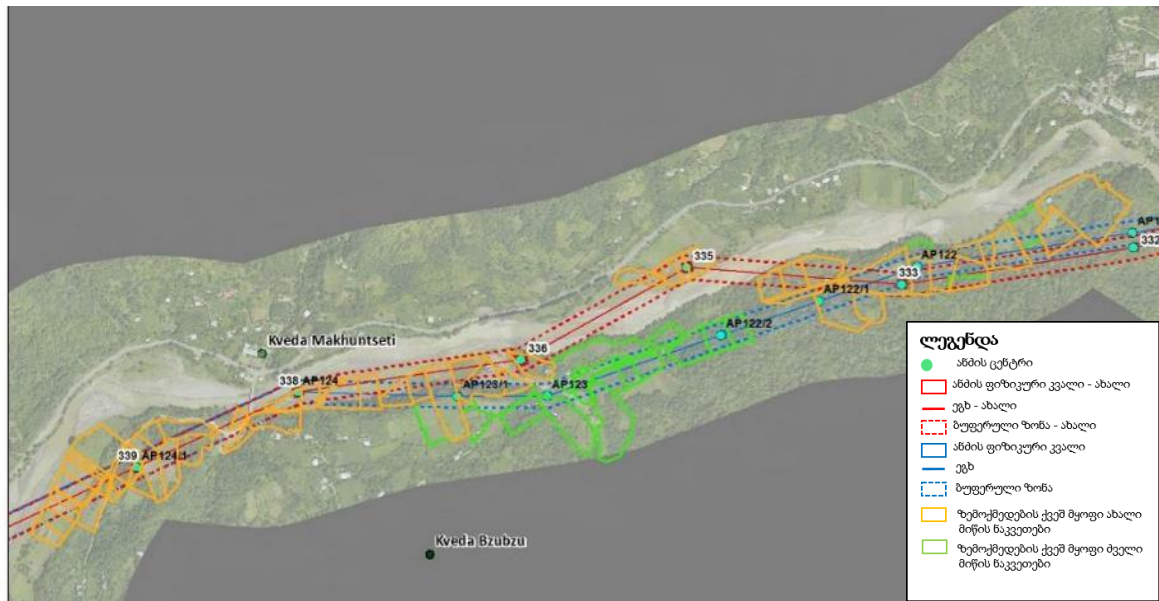 335
AP122
AP1
332
333
AP122/1
AP122/2
Kveda Makhuntseti
336
338 AP124
AP123/1 AP123
339 AP124/1
Kveda Bzubzu
ლეგენდა
ანძის ცენტრი
ანძის ფიზიკური კვალი - ახალი
ეგხ - ახალი
ბუფერული ზონა - ახალი
ანძის ფიზიკური კვალი
ეგხ
ბუფერული ზონა
ზემოქმედების ქვეშ მყოფი ახალი
მიწის ნაკვეთები
ზემოქმედების ქვეშ მყოფი ძველი
მიწის ნაკვეთები